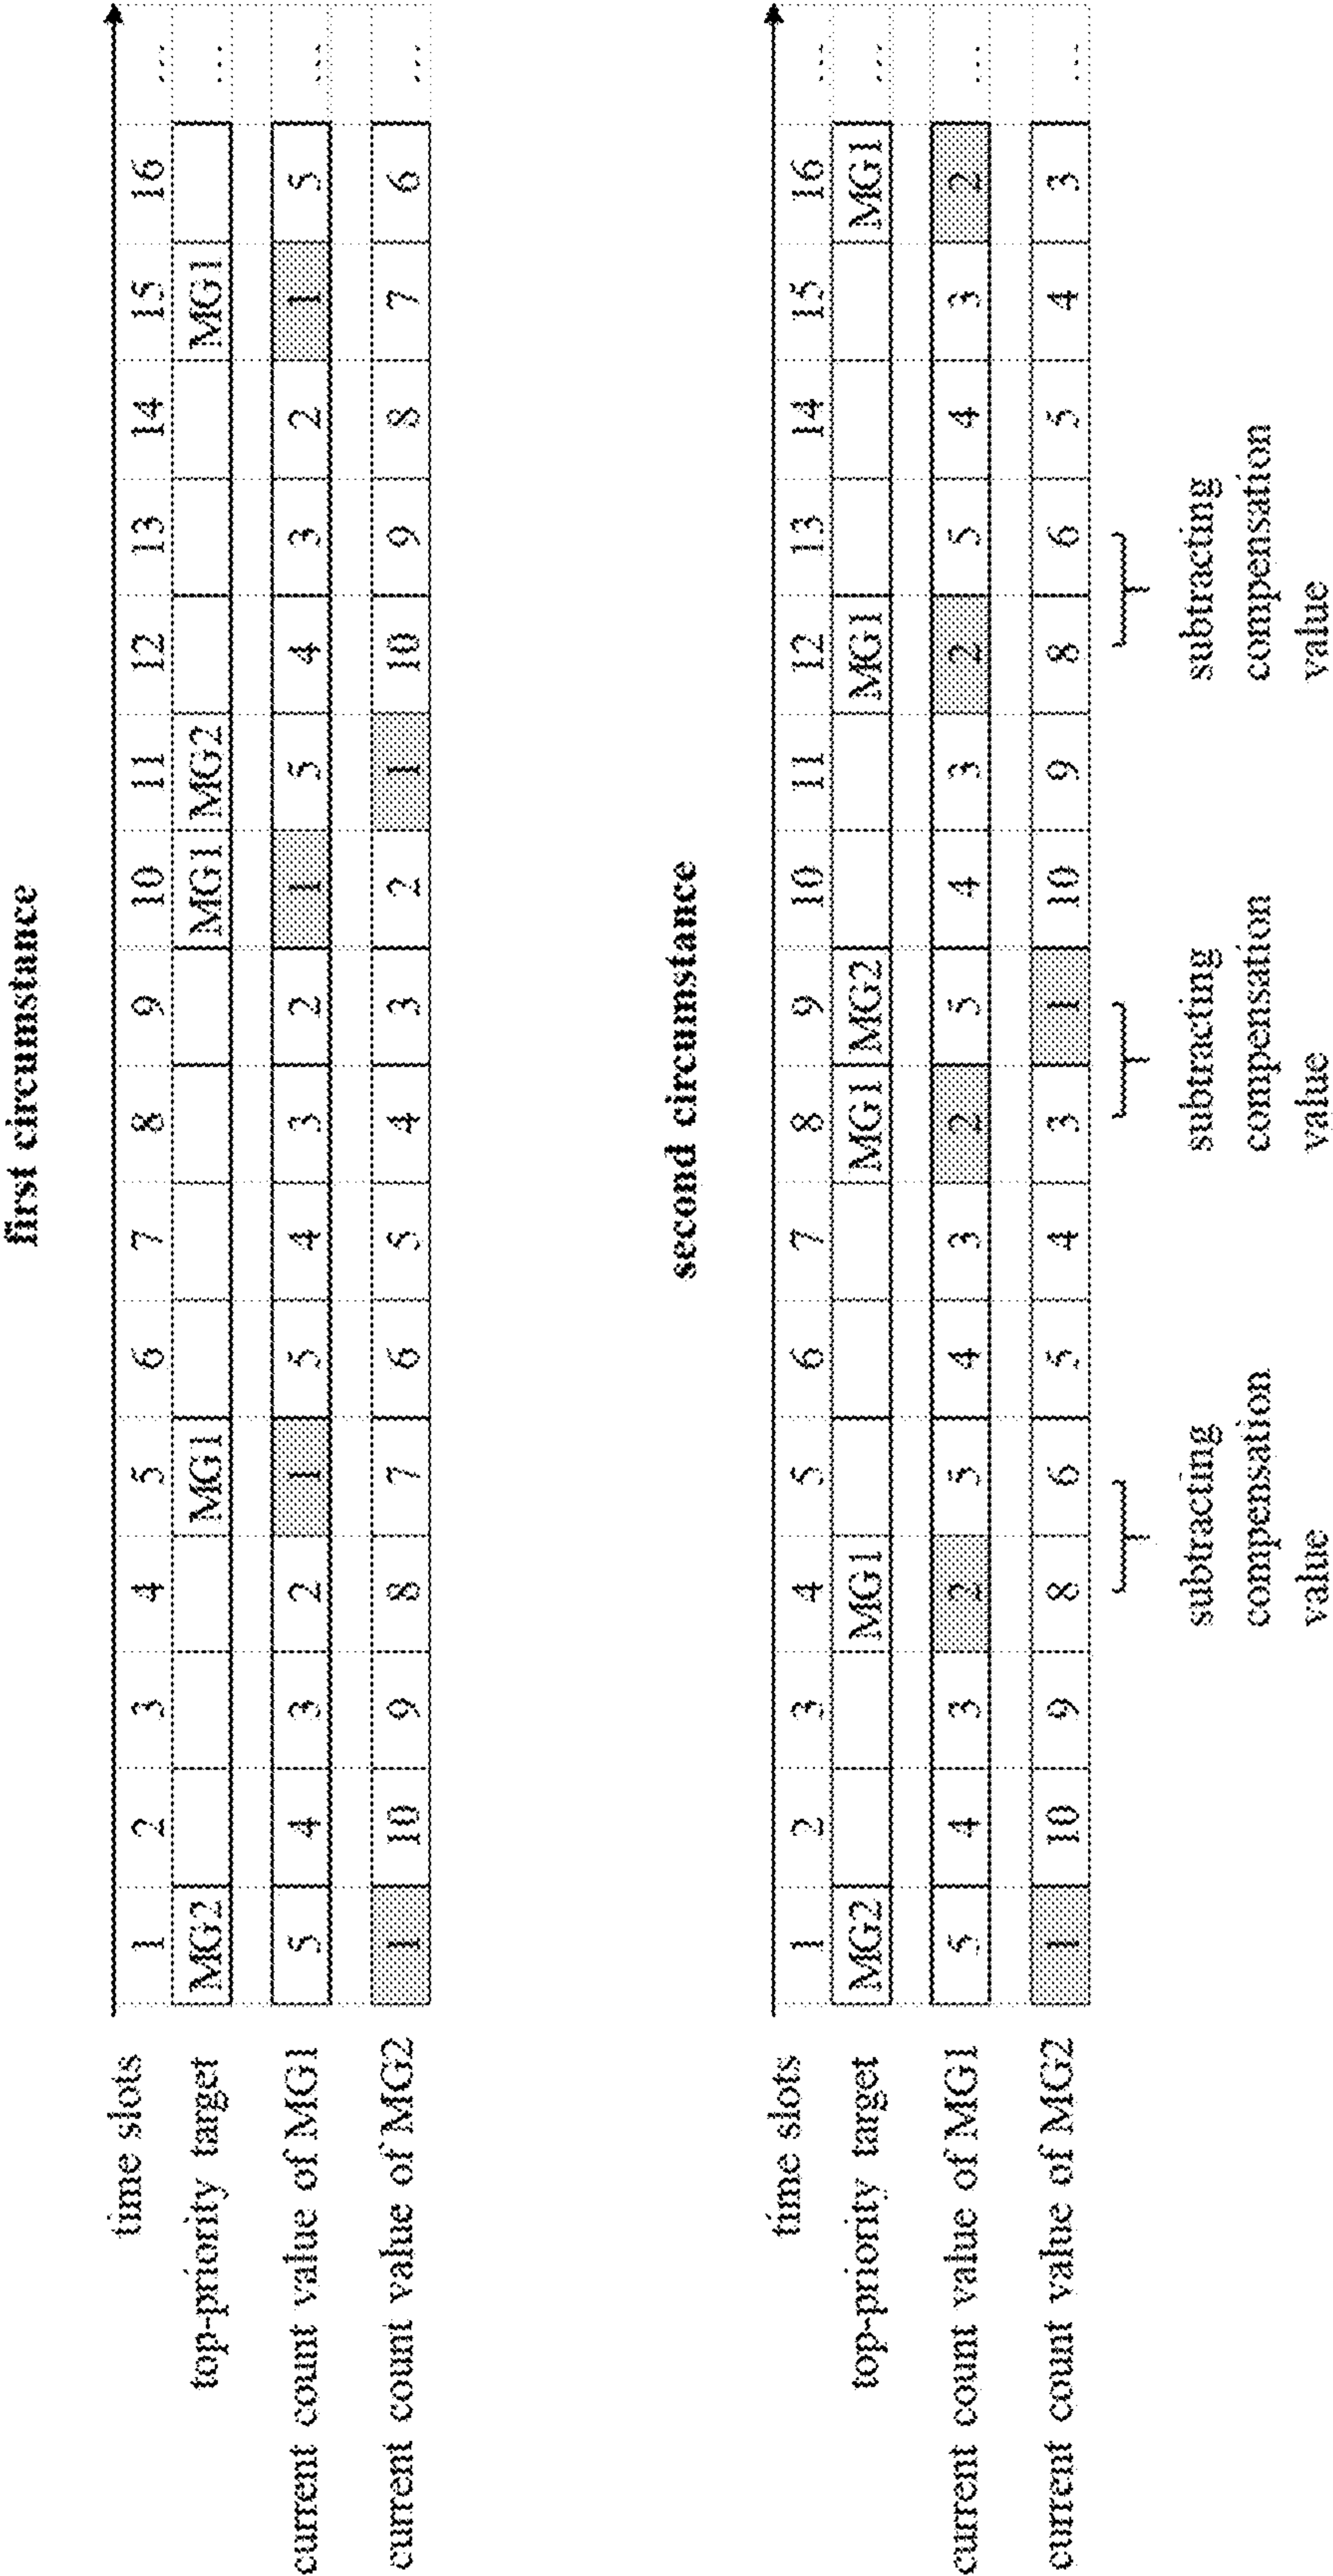 first circumstance
time slots 1 2 3 4 5 6 7 8 9 10 11 12 13 14 15 16 ...
top-priority target MG2 MG1 MG1 MG2 MG1 ...
current count value of MG1 5 4 3 2 1 5 4 3 2 1 5 4 3 2 1 5 ...
current count value of MG2 1 10 9 8 7 6 5 4 3 2 1 10 9 8 7 6 ...
second circumstance
time slots 1 2 3 4 5 6 7 8 9 10 11 12 13 14 15 16 ...
top-priority target MG2 MG1 MG1 MG2 MG1 MG1 ...
current count value of MG1 5 4 3 2 5 4 3 2 5 4 3 2 5 4 3 2 ...
current count value of MG2 1 10 9 8 6 5 4 3 1 10 9 8 6 5 4 3 ...
subtracting
compensation
value
subtracting
compensation
value
subtracting
compensation
value